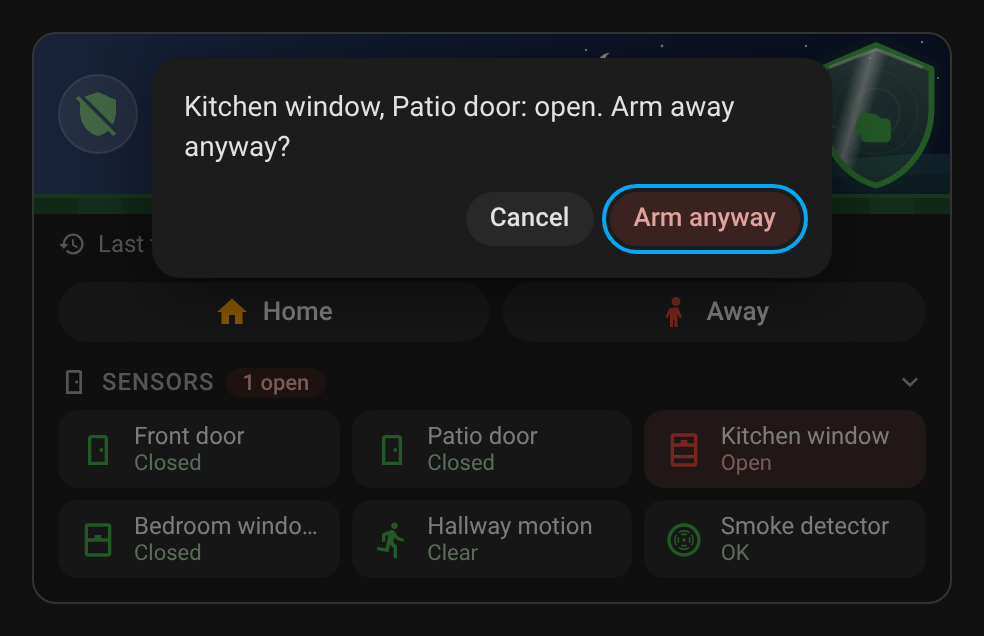 Kitchen window, Patio door: open. Arm away
anyway?
Cancel
Arm anyway
Last
Home
Away
SENSORS
1 open
Front door
Closed
Patio door
Closed
Kitchen window
Open
Bedroom windo...
Closed
Hallway motion
Clear
Smoke detector
OK